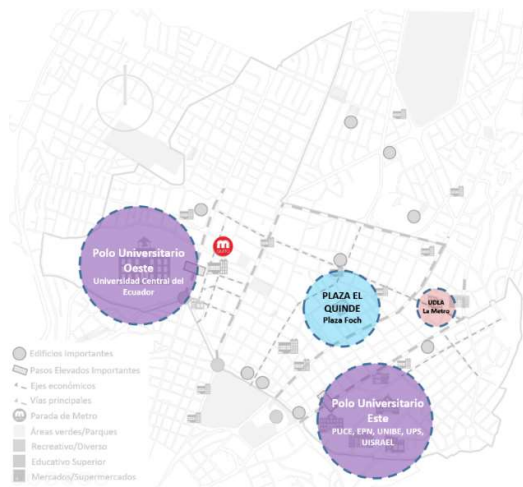 Polo Universitario
Oeste
Universidad Central del
Ecuador
m
PLAZA EL
QUINDE
Plaza Foch
UDLA
La Metro
Polo Universitario
Este
PUCE, EPN, UNIBE, UPS,
UISRAEL
Edificios Importantes
Pasos Elevados Importantes
Ejes económicos
Vías principales
Parada de Metro
Áreas verdes/Parques
Recreativo/Diverso
Educativo Superior
Mercados/Supermercados